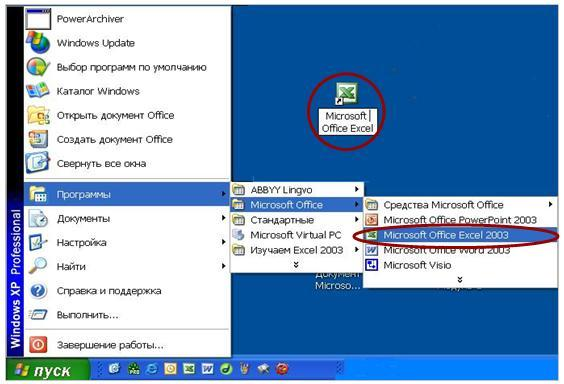 PowerArchiver
Windows Update
Выбор программ по умолчанию
Каталог Windows
Открыть документ Office
Создать документ Office
Свернуть все окна
Программы
Документы
Настройка
Найти
Справка и поддержка
Выполнить...
Завершение работы...
Windows XP Professional
пуск
ABBYY Lingvo
Microsoft Office
Стандартные
Microsoft Virtual PC
Изучаем Excel 2003
Средства Microsoft Office
Microsoft Office PowerPoint 2003
Microsoft Office Excel 2003
Microsoft Office Word 2003
Microsoft Visio
Microsoft
Office Excel
Документ
Microso...